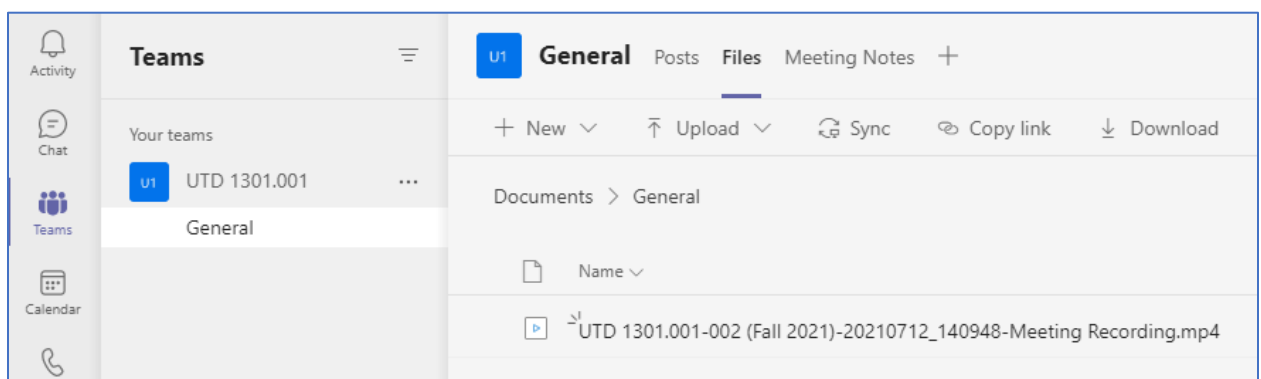 Activity
Chat
Teams
Calendar
Teams
Your teams
U1 UTD 1301.001 ...
General
U1 General Posts Files Meeting Notes
New Upload Sync Copy link Download
Documents > General
Name
UTD 1301.001-002 (Fall 2021)-20210712_140948-Meeting Recording.mp4